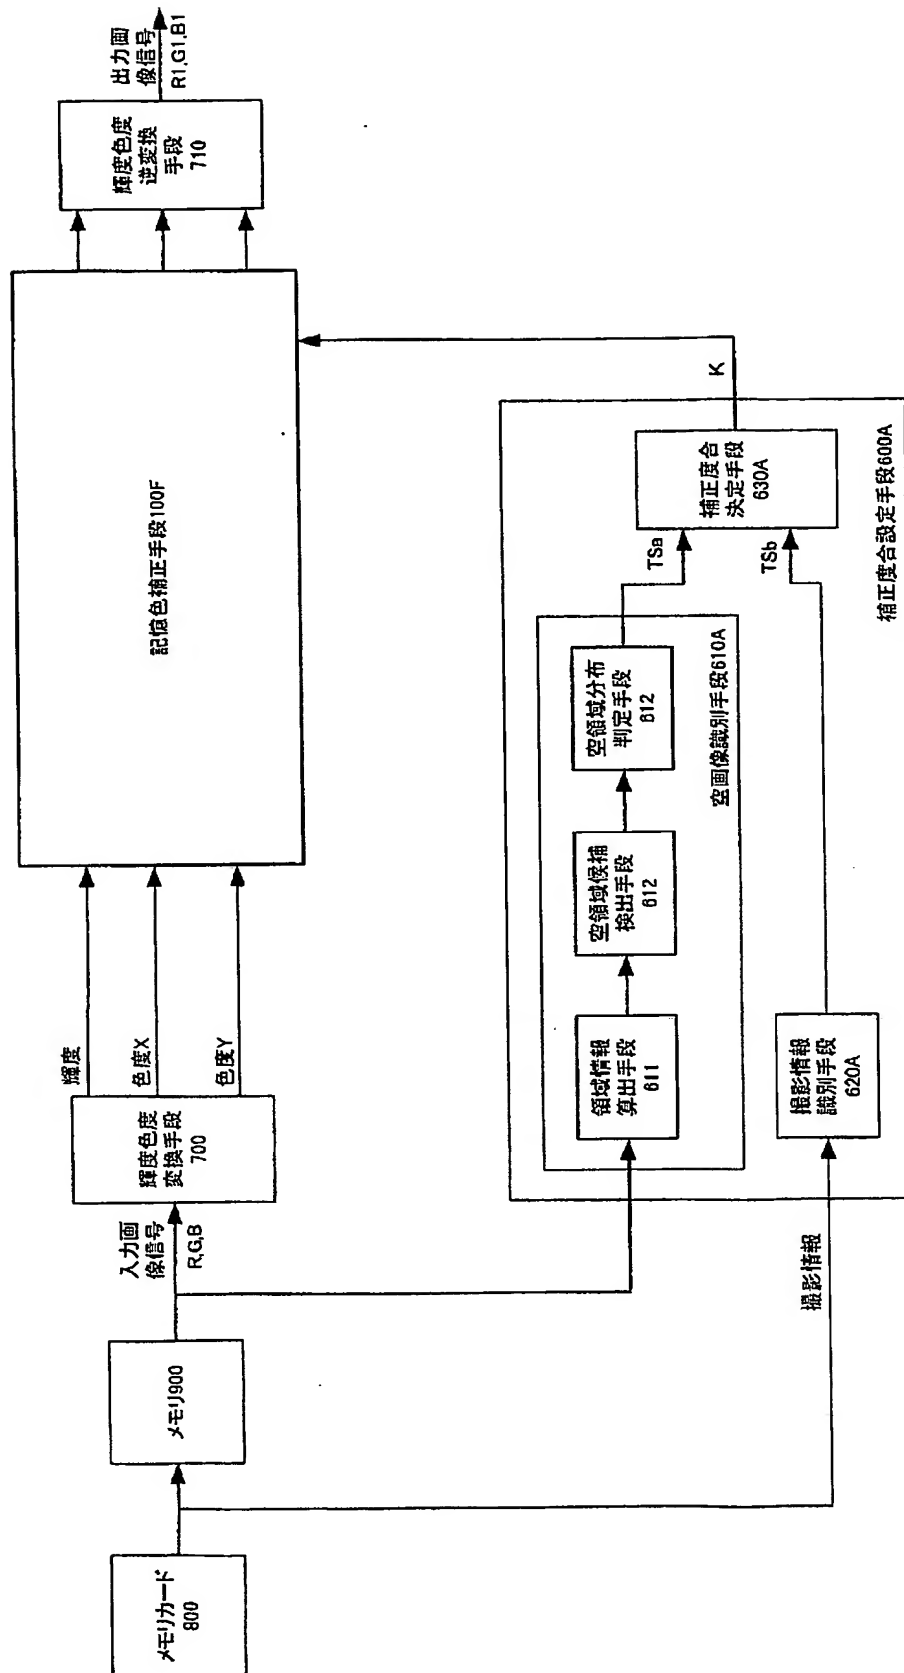 メモリカード
800
メモリ900
入力画
像信号
R,G,B
輝度色度
変換手段
700
輝度
色度X
色度Y
記憶色補正手段100F
輝度色度
逆変換
手段
710
出力画
像信号
R1,G1,B1
撮影情報
領域情報
算出手段
611
空領域候補
検出手段
612
空領域分布
判定手段
612
空画像識別手段610A
撮影情報
識別手段
620A
TSa
TSb
補正度合
決定手段
630A
K
補正度合設定手段600A